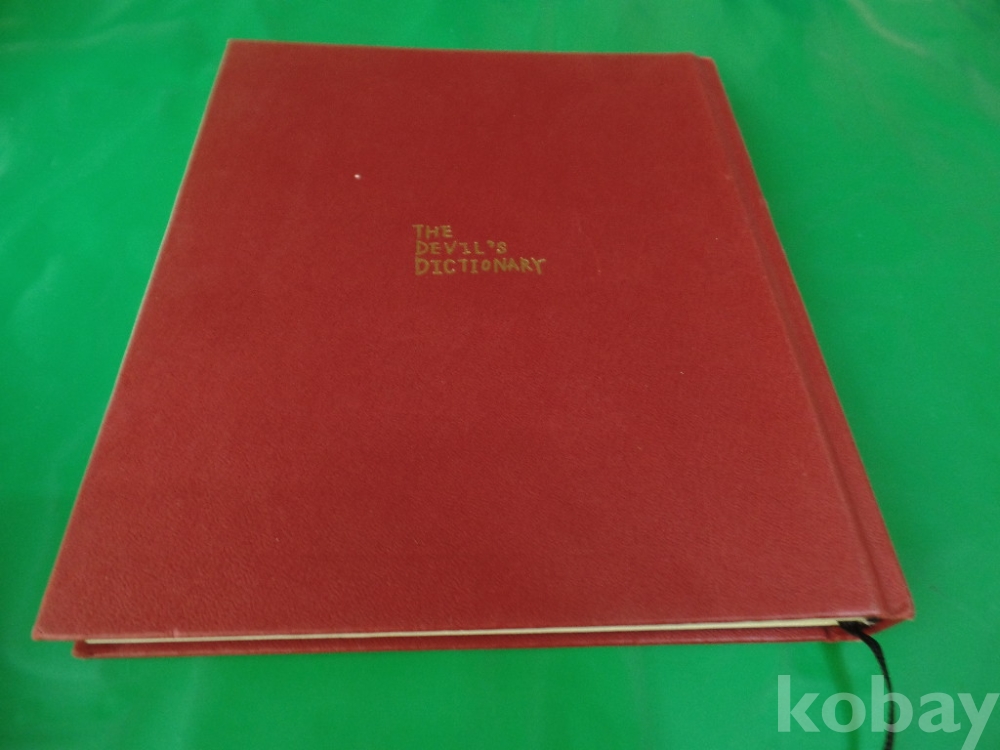 THE
DEVIL'S
DICTIONARY
kobay